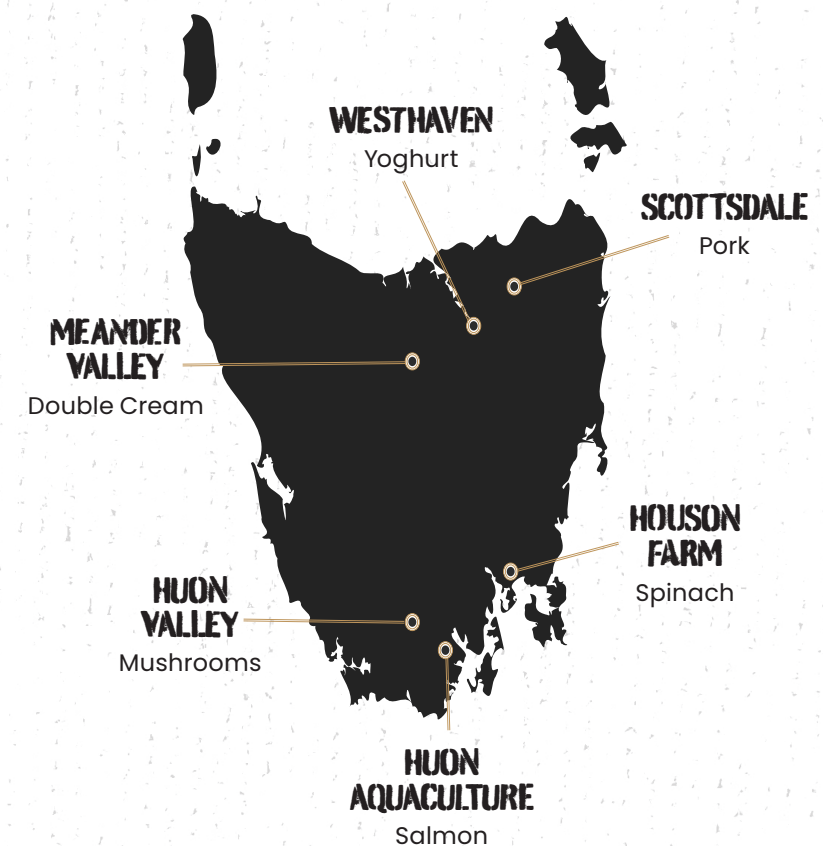 WESTHAVEN
Yoghurt
SCOTTSDALE
Pork
MEANDER
VALLEY
Double Cream
HOUSON
FARM
Spinach
HUON
VALLEY
Mushrooms
HUON
AQUACULTURE
Salmon